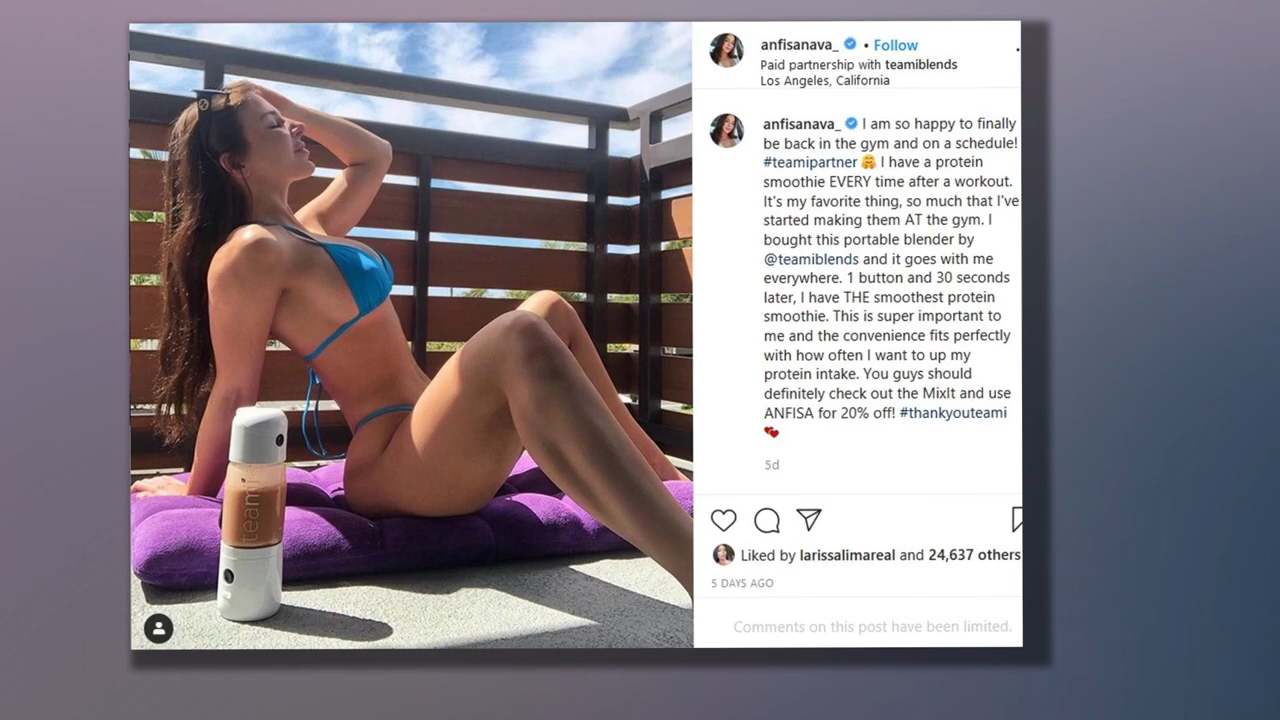 anfisanava_ • Follow
Paid partnership with teamiblends
Los Angeles, California
anfisanava_ I am so happy to finally
be back in the gym and on a schedule!
#teamipartner 🤗 I have a protein
smoothie EVERY time after a workout.
It's my favorite thing, so much that I've
started making them AT the gym. I
bought this portable blender by
@teamiblends and it goes with me
everywhere. 1 button and 30 seconds
later, I have THE smoothest protein
smoothie. This is super important to
me and the convenience fits perfectly
with how often I want to up my
protein intake. You guys should
definitely check out the MixIt and use
ANFISA for 20% off! #thankyouteami
💕
5d
Liked by larissalimareal and 24,637 others
5 DAYS AGO
Comments on this post have been limited.
teami